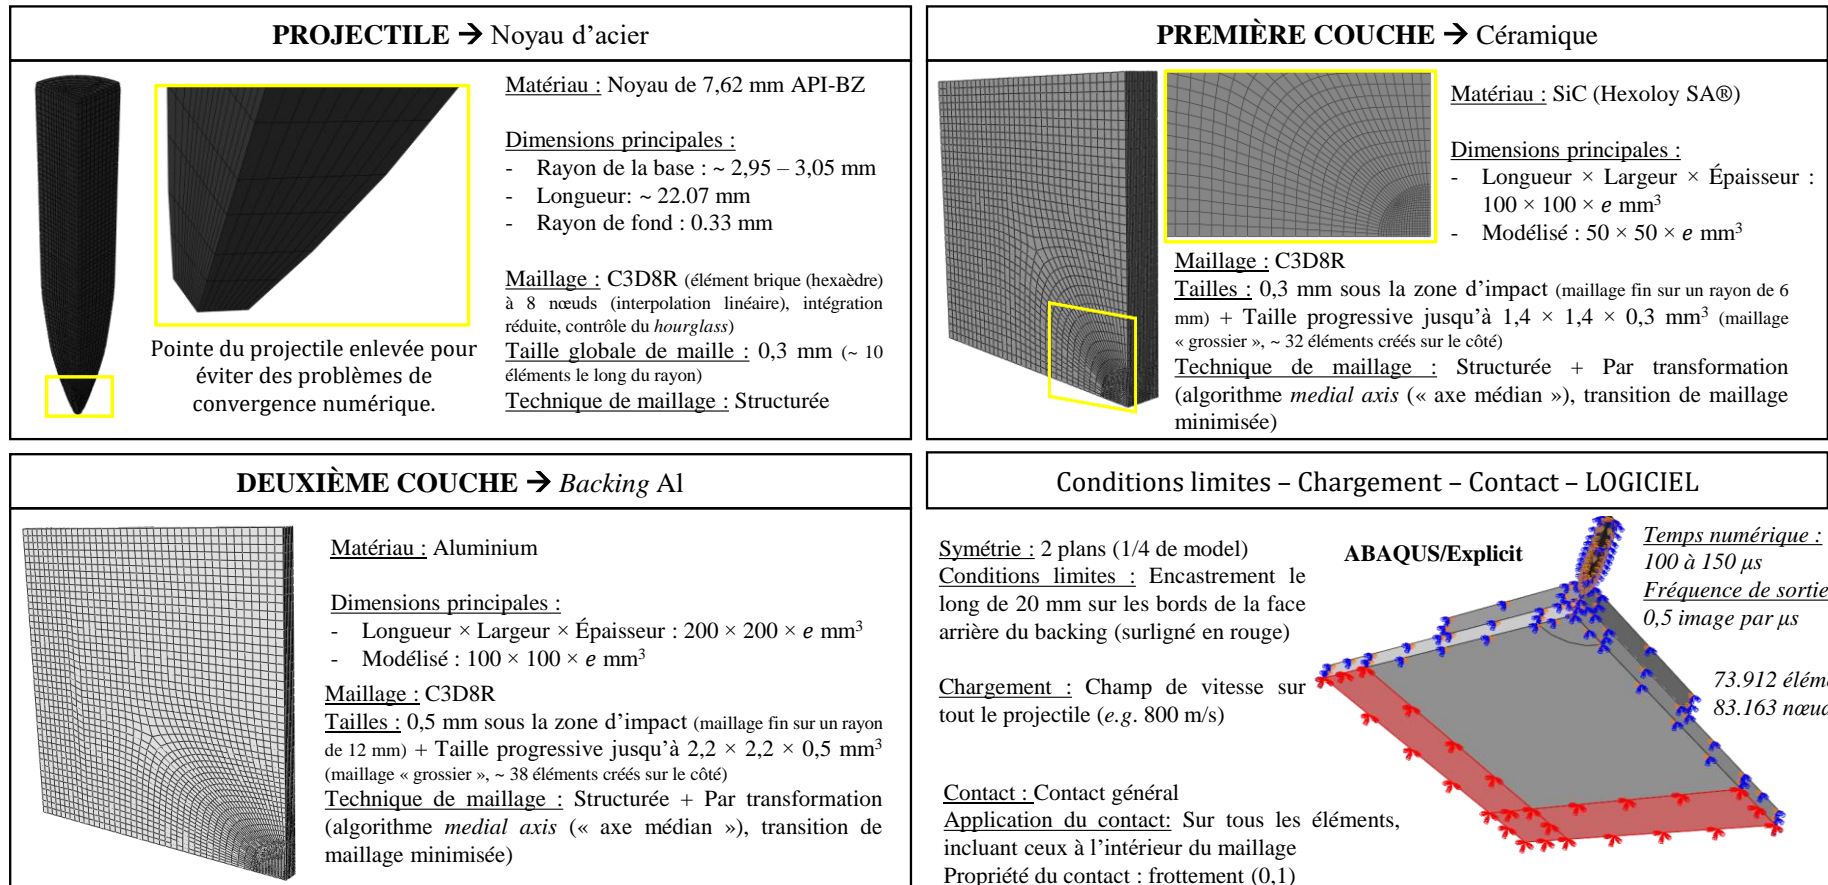 PROJECTILE → Noyau d’acier
Matériau : Noyau de 7,62 mm API-BZ
Dimensions principales :
- Rayon de la base : ~ 2,95 – 3,05 mm
- Longueur: ~ 22.07 mm
- Rayon de fond : 0.33 mm
Maillage : C3D8R (élément brique (hexaèdre)
à 8 nœuds (interpolation linéaire), intégration
réduite, contrôle du hourglass)
Taille globale de maille : 0,3 mm (~ 10
éléments le long du rayon)
Technique de maillage : Structurée
Pointe du projectile enlevée pour
éviter des problèmes de
convergence numérique.
PREMIÈRE COUCHE → Céramique
Matériau : SiC (Hexoloy SA®)
Dimensions principales :
- Longueur × Largeur × Épaisseur :
100 × 100 × e mm³
- Modélisé : 50 × 50 × e mm³
Maillage : C3D8R
Tailles : 0,3 mm sous la zone d’impact (maillage fin sur un rayon de 6
mm) + Taille progressive jusqu’à 1,4 × 1,4 × 0,3 mm³ (maillage
« grossier », ~ 32 éléments créés sur le côté)
Technique de maillage : Structurée + Par transformation
(algorithme medial axis (« axe médian »), transition de maillage
minimisée)
DEUXIÈME COUCHE → Backing Al
Matériau : Aluminium
Dimensions principales :
- Longueur × Largeur × Épaisseur : 200 × 200 × e mm³
- Modélisé : 100 × 100 × e mm³
Maillage : C3D8R
Tailles : 0,5 mm sous la zone d’impact (maillage fin sur un rayon
de 12 mm) + Taille progressive jusqu’à 2,2 × 2,2 × 0,5 mm³
(maillage « grossier », ~ 38 éléments créés sur le côté)
Technique de maillage : Structurée + Par transformation
(algorithme medial axis (« axe médian »), transition de
maillage minimisée)
Conditions limites – Chargement – Contact – LOGICIEL
Symétrie : 2 plans (1/4 de model)
Conditions limites : Encastrement le
long de 20 mm sur les bords de la face
arrière du backing (surligné en rouge)
Chargement : Champ de vitesse sur
tout le projectile (e.g. 800 m/s)
Contact : Contact général
Application du contact: Sur tous les éléments,
incluant ceux à l’intérieur du maillage
Propriété du contact : frottement (0,1)
ABAQUS/Explicit
Temps numérique :
100 à 150 µs
Fréquence de sortie
0,5 image par µs
73.912 élém
83.163 nœu